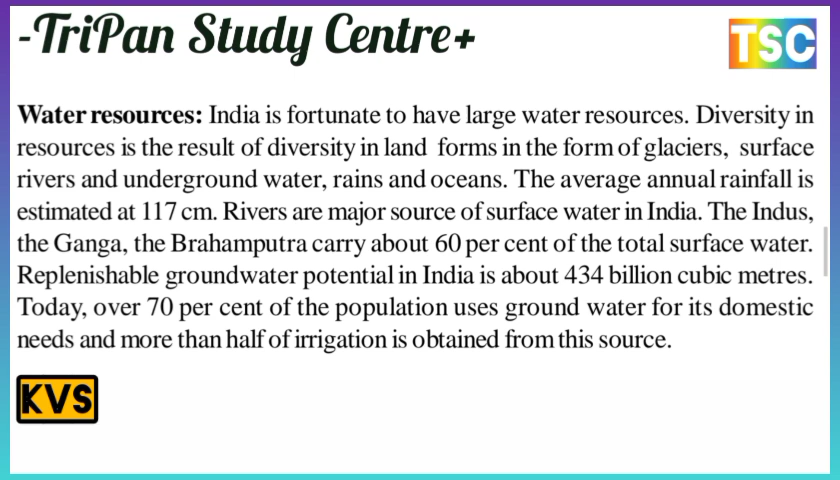 -TriPan Study Centre+
TSC
Water resources: India is fortunate to have large water resources. Diversity in
resources is the result of diversity in land forms in the form of glaciers, surface
rivers and underground water, rains and oceans. The average annual rainfall is
estimated at 117 cm. Rivers are major source of surface water in India. The Indus,
the Ganga, the Brahamputra carry about 60 per cent of the total surface water.
Replenishable groundwater potential in India is about 434 billion cubic metres.
Today, over 70 per cent of the population uses ground water for its domestic
needs and more than half of irrigation is obtained from this source.
KVS